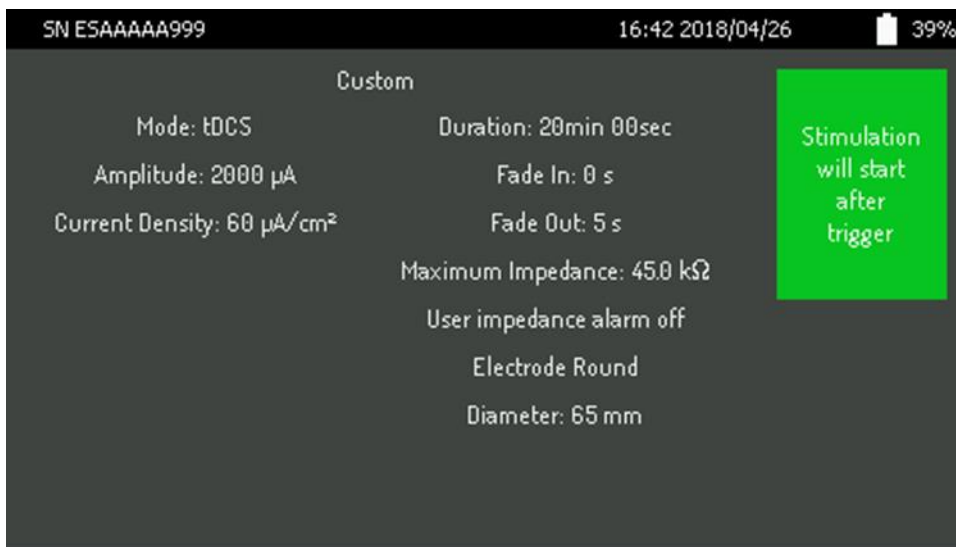 SN ESAAAAA999 16:42 2018/04/26 39%
Custom
Mode: tDCS
Amplitude: 2000 µA
Current Density: 60 µA/cm²
Duration: 20min 00sec
Fade In: 0 s
Fade Out: 5 s
Maximum Impedance: 45.0 kΩ
User impedance alarm off
Electrode Round
Diameter: 65 mm
Stimulation
will start
after
trigger